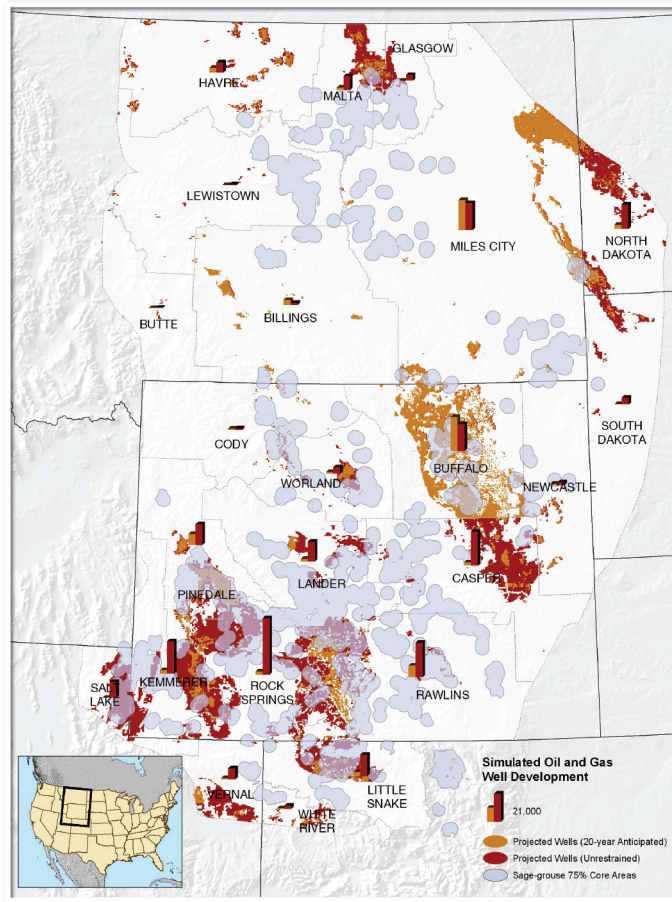 GLASGOW
HAVRE
MALTA
LEWISTOWN
MILES CITY
NORTH
DAKOTA
BUTTE
BILLINGS
SOUTH
DAKOTA
CODY
WORLAND
BUFFALO
NEWCASTLE
LANDER
CASPER
PINEDALE
KEMMERER
ROCK
SPRINGS
RAWLINS
SALT
LAKE
VERNAL
LITTLE
SNAKE
WHITE
RIVER
Simulated Oil and Gas
Well Development
21,000
Projected Wells (20-year Anticipated)
Projected Wells (Unrestrained)
Sage-grouse 75% Core Areas